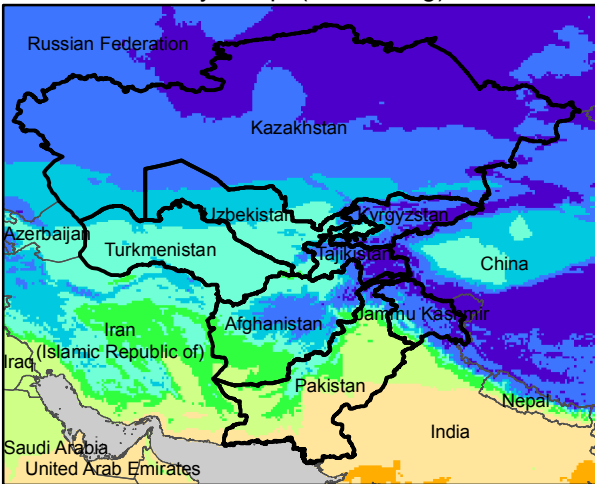 Russian Federation
Kazakhstan
Uzbekistan
Kyrgyzstan
Azerbaijan
Turkmenistan
Tajikistan
China
Jammu Kashmir
Afghanistan
Iran
(Islamic Republic of)
Iraq
Pakistan
Nepal
India
Saudi Arabia
United Arab Emirates